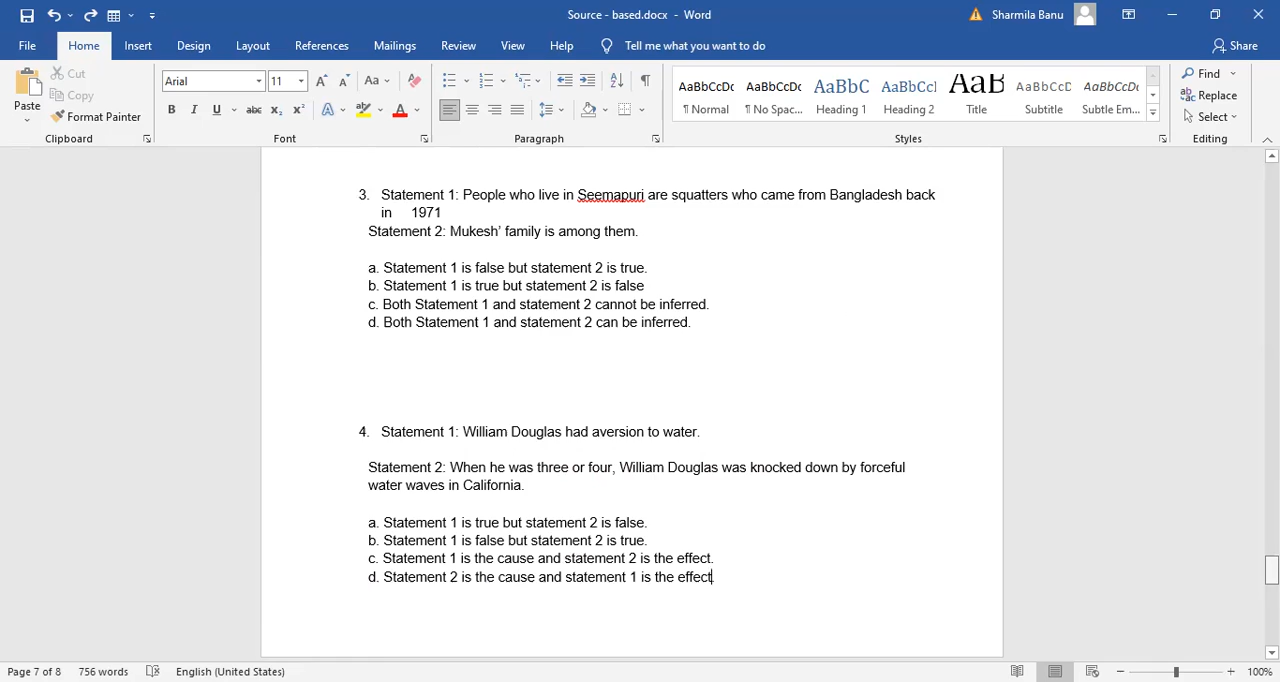 Source - based.docx - Word
Sharmila Banu
File Home Insert Design Layout References Mailings Review View Help Tell me what you want to do Share
Paste
Cut
Copy
Format Painter
Clipboard
Arial 11
Font
Paragraph
AaBbCcDc AaBbCcDc AaBbC AaBbCcl AaB AaBbCcD AaBbCcDt
¶ Normal ¶ No Spac... Heading 1 Heading 2 Title Subtitle Subtle Em...
Styles
Find
Replace
Select
Editing
3. Statement 1: People who live in Seemapuri are squatters who came from Bangladesh back
in 1971
Statement 2: Mukesh’ family is among them.
a. Statement 1 is false but statement 2 is true.
b. Statement 1 is true but statement 2 is false
c. Both Statement 1 and statement 2 cannot be inferred.
d. Both Statement 1 and statement 2 can be inferred.
4. Statement 1: William Douglas had aversion to water.
Statement 2: When he was three or four, William Douglas was knocked down by forceful
water waves in California.
a. Statement 1 is true but statement 2 is false.
b. Statement 1 is false but statement 2 is true.
c. Statement 1 is the cause and statement 2 is the effect.
d. Statement 2 is the cause and statement 1 is the effect.
Page 7 of 8 756 words English (United States) 100%